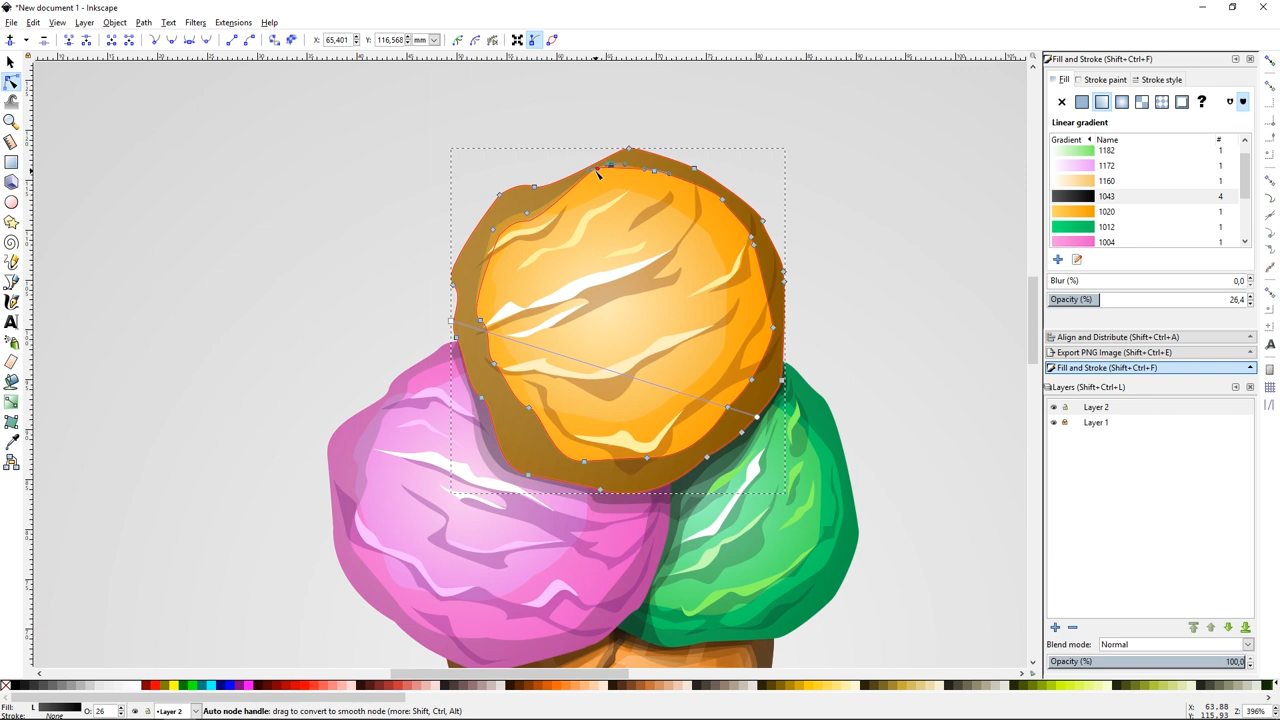 *New document 1 - Inkscape
File Edit View Layer Object Path Text Filters Extensions Help
X: 65,401 Y: 116,568 mm
Fill and Stroke (Shift+Ctrl+F)
Fill Stroke paint Stroke style
?
Linear gradient
Gradient Name #
1182 1
1172 1
1160 1
1043 4
1020 1
1012 1
1004 1
Blur (%) 0,0
Opacity (%) 26,4
Align and Distribute (Shift+Ctrl+A)
Export PNG Image (Shift+Ctrl+E)
Fill and Stroke (Shift+Ctrl+F)
Layers (Shift+Ctrl+L)
Layer 2
Layer 1
Blend mode: Normal
Opacity (%) 100,0
Fill: L O: 26 •Layer 2 Auto node handle: drag to convert to smooth node (more: Shift, Ctrl, Alt) X: 63,88 Z: 396%
Stroke: None Y: 115,93